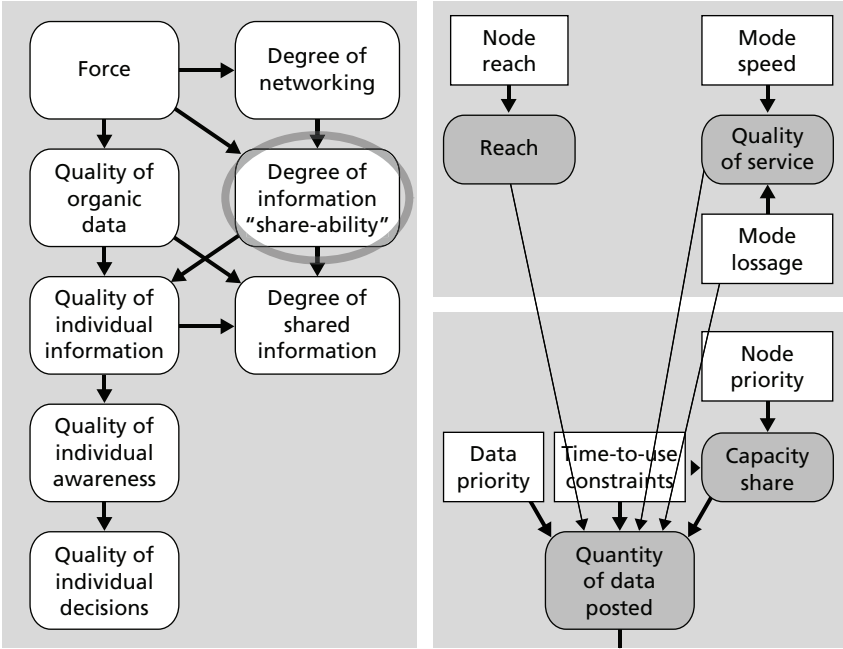 Force
Degree of
networking
Quality of
organic
data
Degree of
information
“share-ability”
Quality of
individual
information
Degree of
shared
information
Quality of
individual
awareness
Quality of
individual
decisions
Node
reach
Mode
speed
Reach
Quality
of service
Mode
lossage
Node
priority
Data
priority
Time-to-use
constraints
Capacity
share
Quantity
of data
posted